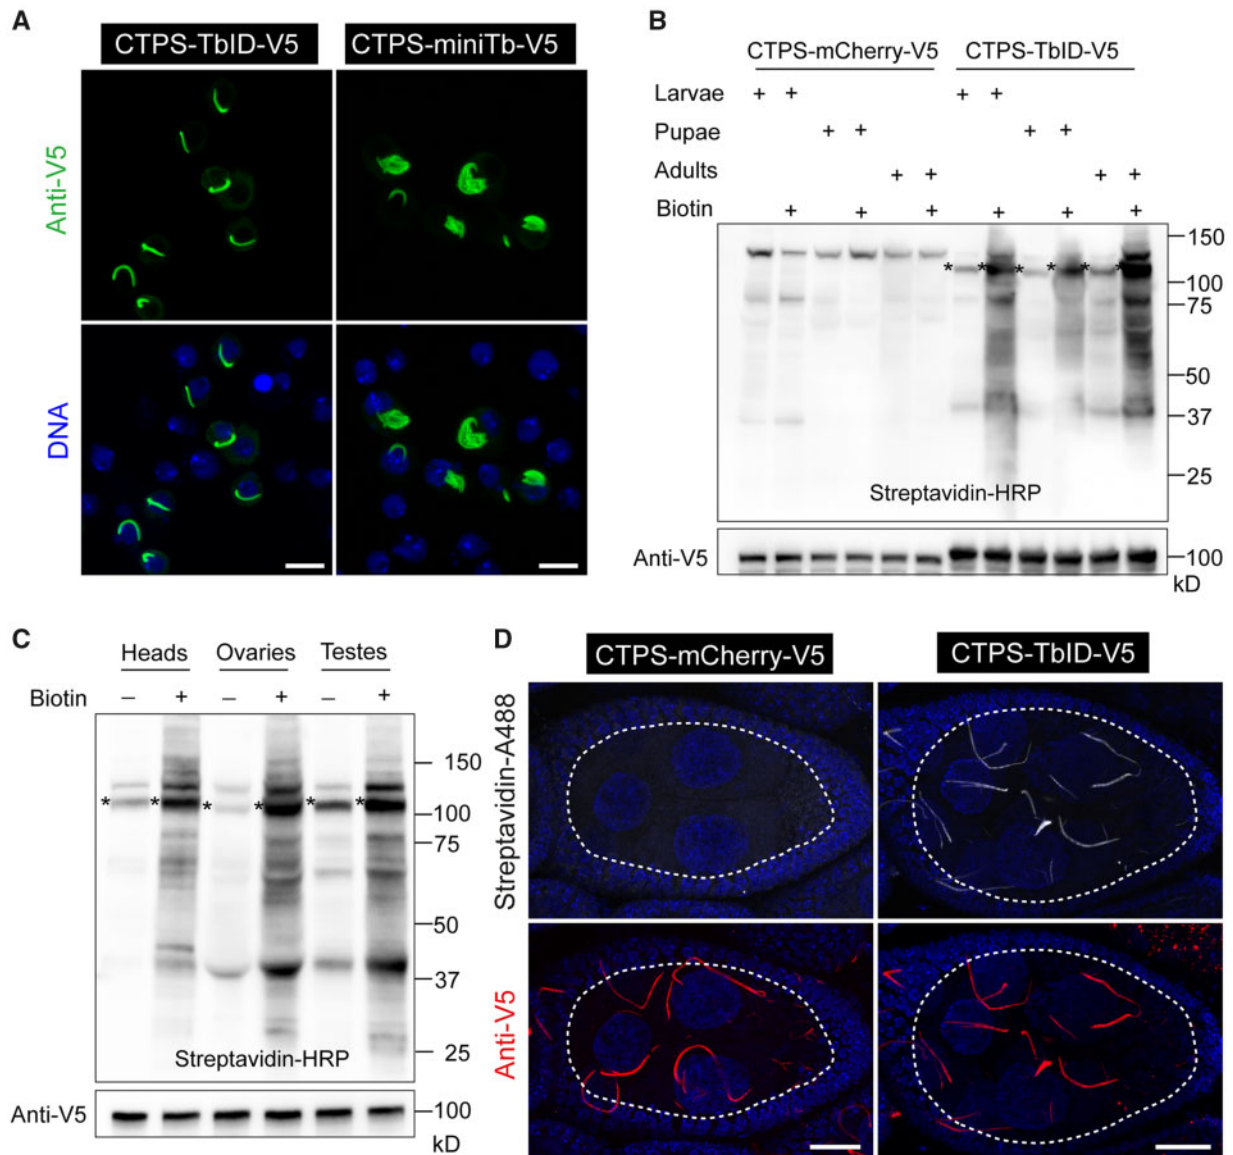 A
CTPS-TbID-V5 CTPS-miniTb-V5
Anti-V5
DNA
B
CTPS-mCherry-V5 CTPS-TbID-V5
Larvae + + + +
Pupae + + + +
Adults + + + +
Biotin + + + + + +
150
* * * * * *
100
75
50
37
25
Streptavidin-HRP
Anti-V5 100
kD
C
Heads Ovaries Testes
Biotin – + – + – +
150
* * * * * *
100
75
50
37
25
Streptavidin-HRP
Anti-V5 100
kD
D
CTPS-mCherry-V5 CTPS-TbID-V5
Streptavidin-A488
Anti-V5